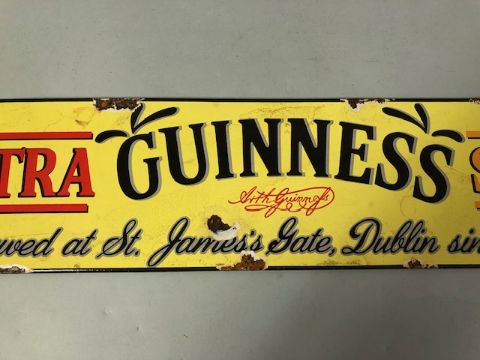 TRA GUINNESS S
Arth Guinness
wed at St. James's Gate, Dublin sin